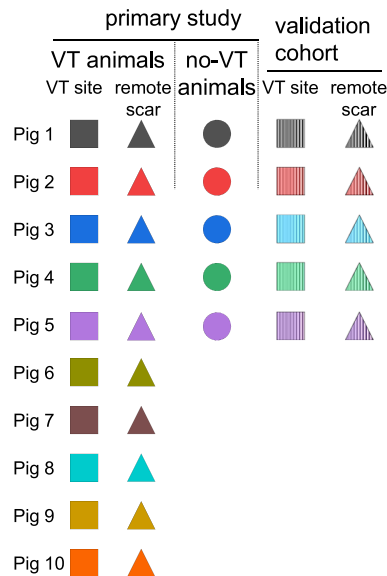 primary study
validation
cohort
VT animals
no-VT
animals
VT site
remote
scar
VT site
remote
scar
Pig 1
Pig 2
Pig 3
Pig 4
Pig 5
Pig 6
Pig 7
Pig 8
Pig 9
Pig 10